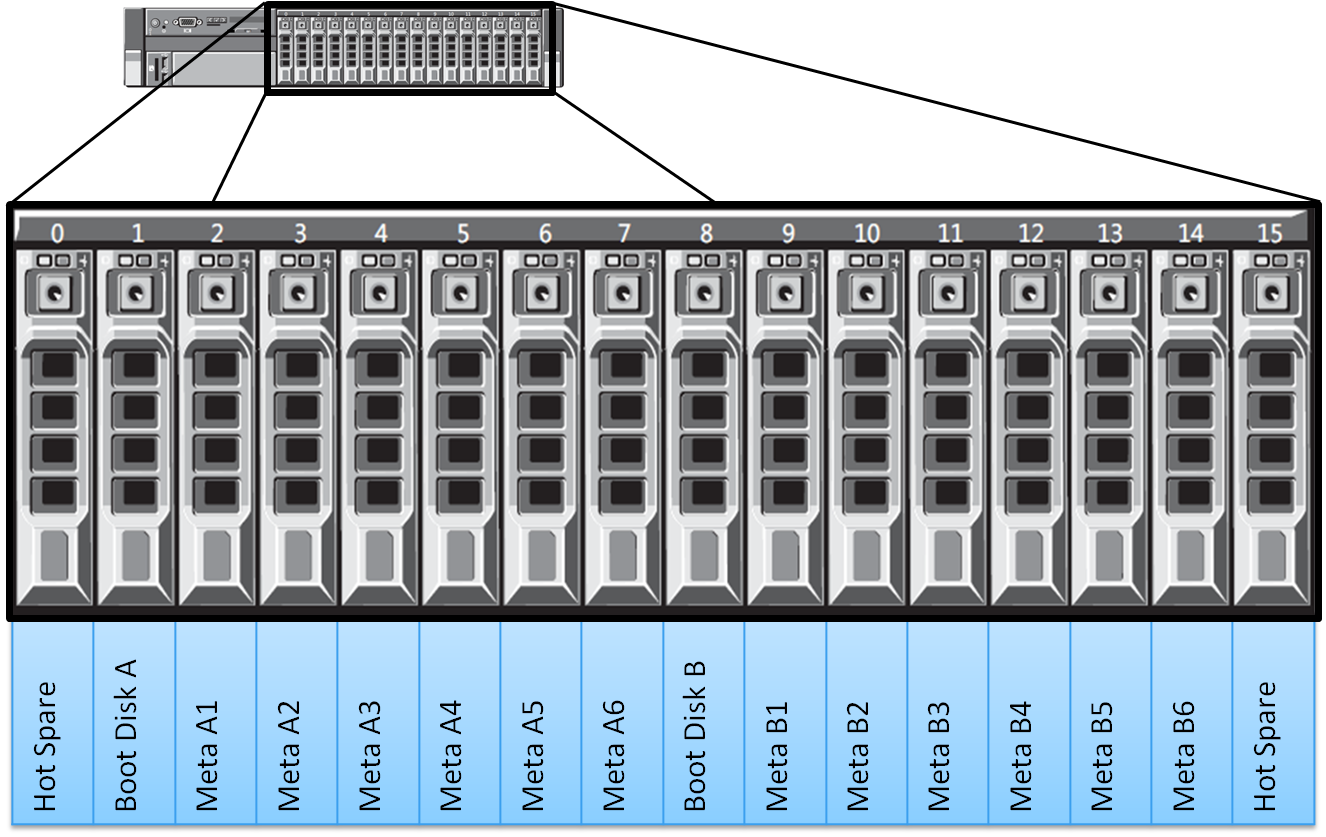 0 1 2 3 4 5 6 7 8 9 10 11 12 13 14 15
Hot Spare
Boot Disk A
Meta A1
Meta A2
Meta A3
Meta A4
Meta A5
Meta A6
Boot Disk B
Meta B1
Meta B2
Meta B3
Meta B4
Meta B5
Meta B6
Hot Spare